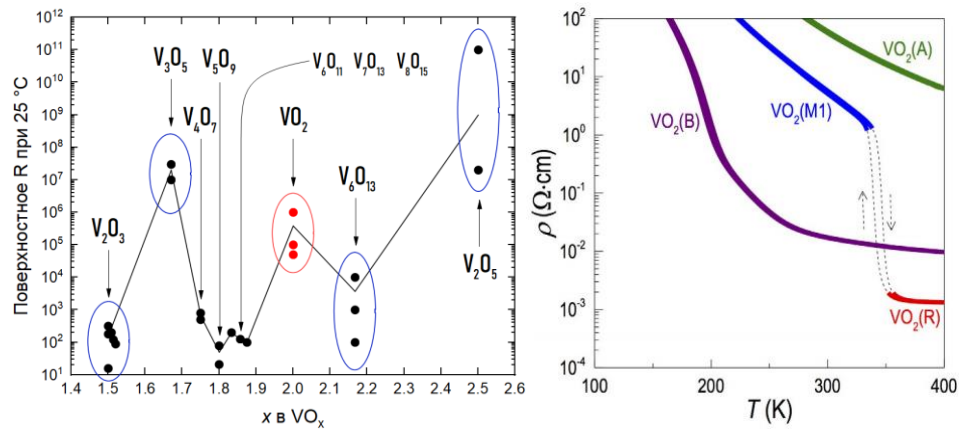 Поверхностное R при 25 °C
10¹²
10¹¹
10¹⁰
10⁹
10⁸
10⁷
10⁶
10⁵
10⁴
10³
10²
10¹
V₂O₃
V₃O₅
V₄O₇
V₅O₉
V₆O₁₁ V₇O₁₃ V₈O₁₅
VO₂
V₆O₁₃
V₂O₅
1.4 1.5 1.6 1.7 1.8 1.9 2.0 2.1 2.2 2.3 2.4 2.5 2.6
x в VOₓ
ρ (Ω·cm)
10²
10¹
10⁰
10⁻¹
10⁻²
10⁻³
10⁻⁴
VO₂(A)
VO₂(M1)
VO₂(B)
VO₂(R)
100 200 300 400
T (K)